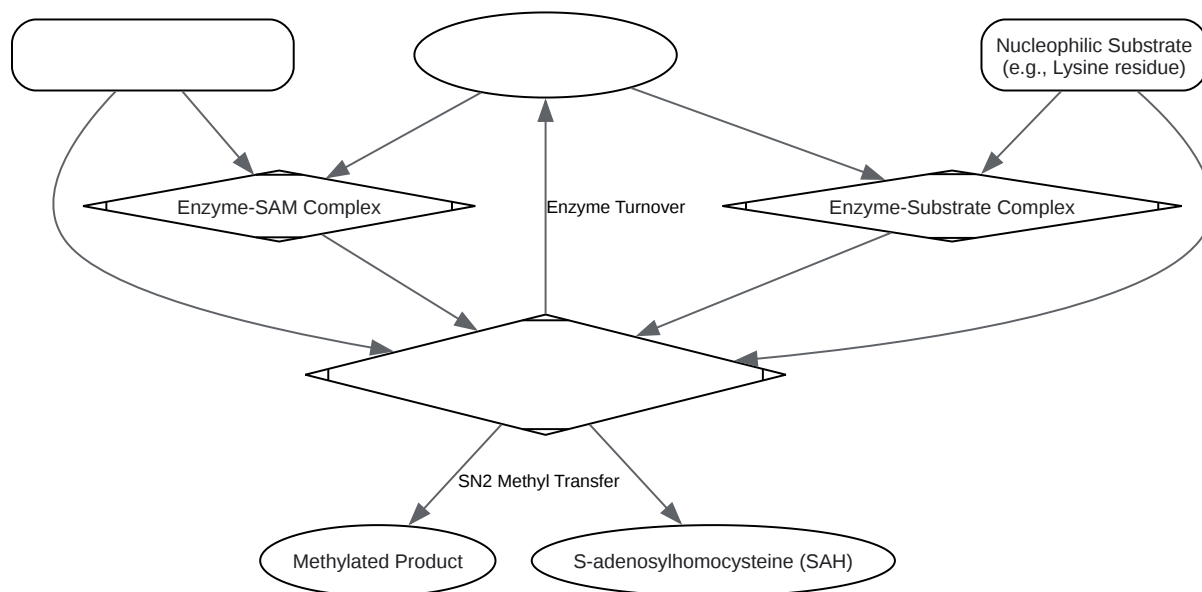 Nucleophilic Substrate
(e.g., Lysine residue)
Enzyme-SAM Complex
Enzyme Turnover
Enzyme-Substrate Complex
SN2 Methyl Transfer
Methylated Product
S-adenosylhomocysteine (SAH)